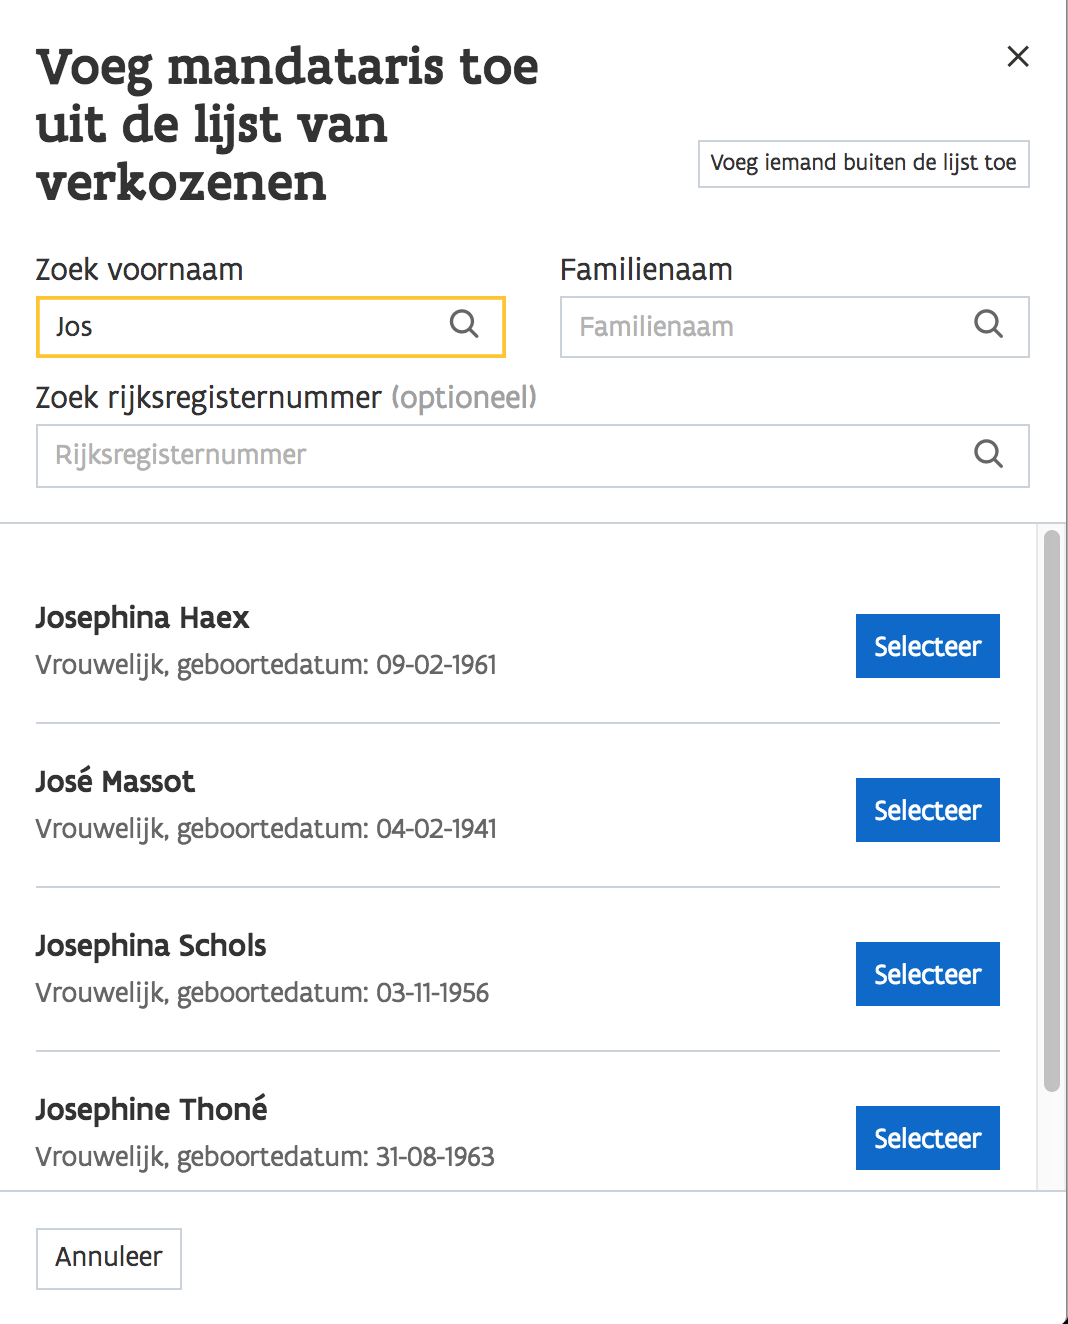 Voeg mandataris toe
uit de lijst van
verkozenen
Voeg iemand buiten de lijst toe
Zoek voornaam
Familienaam
Jos
Familienaam
Zoek rijksregisternummer (optioneel)
Rijksregisternummer
Josephina Haex
Vrouwelijk, geboortedatum: 09-02-1961
Selecteer
José Massot
Vrouwelijk, geboortedatum: 04-02-1941
Selecteer
Josephina Schols
Vrouwelijk, geboortedatum: 03-11-1956
Selecteer
Josephine Thoné
Vrouwelijk, geboortedatum: 31-08-1963
Selecteer
Annuleer